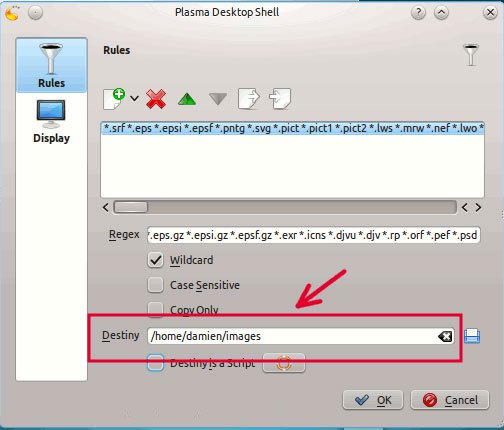 Plasma Desktop Shell
Rules
Rules
Display
*.srf *.eps *.epsi *.epsf *.pntg *.svg *.pict *.pict1 *.pict2 *.lws *.mrw *.nef *.lwo *
Regex *.eps.gz *.epsi.gz *.epsf.gz *.exr *.icns *.djvu *.djv *.rp *.orf *.pef *.psd
Wildcard
Case Sensitive
Copy Only
Destiny /home/damien/images
Destiny is a Script
OK Cancel